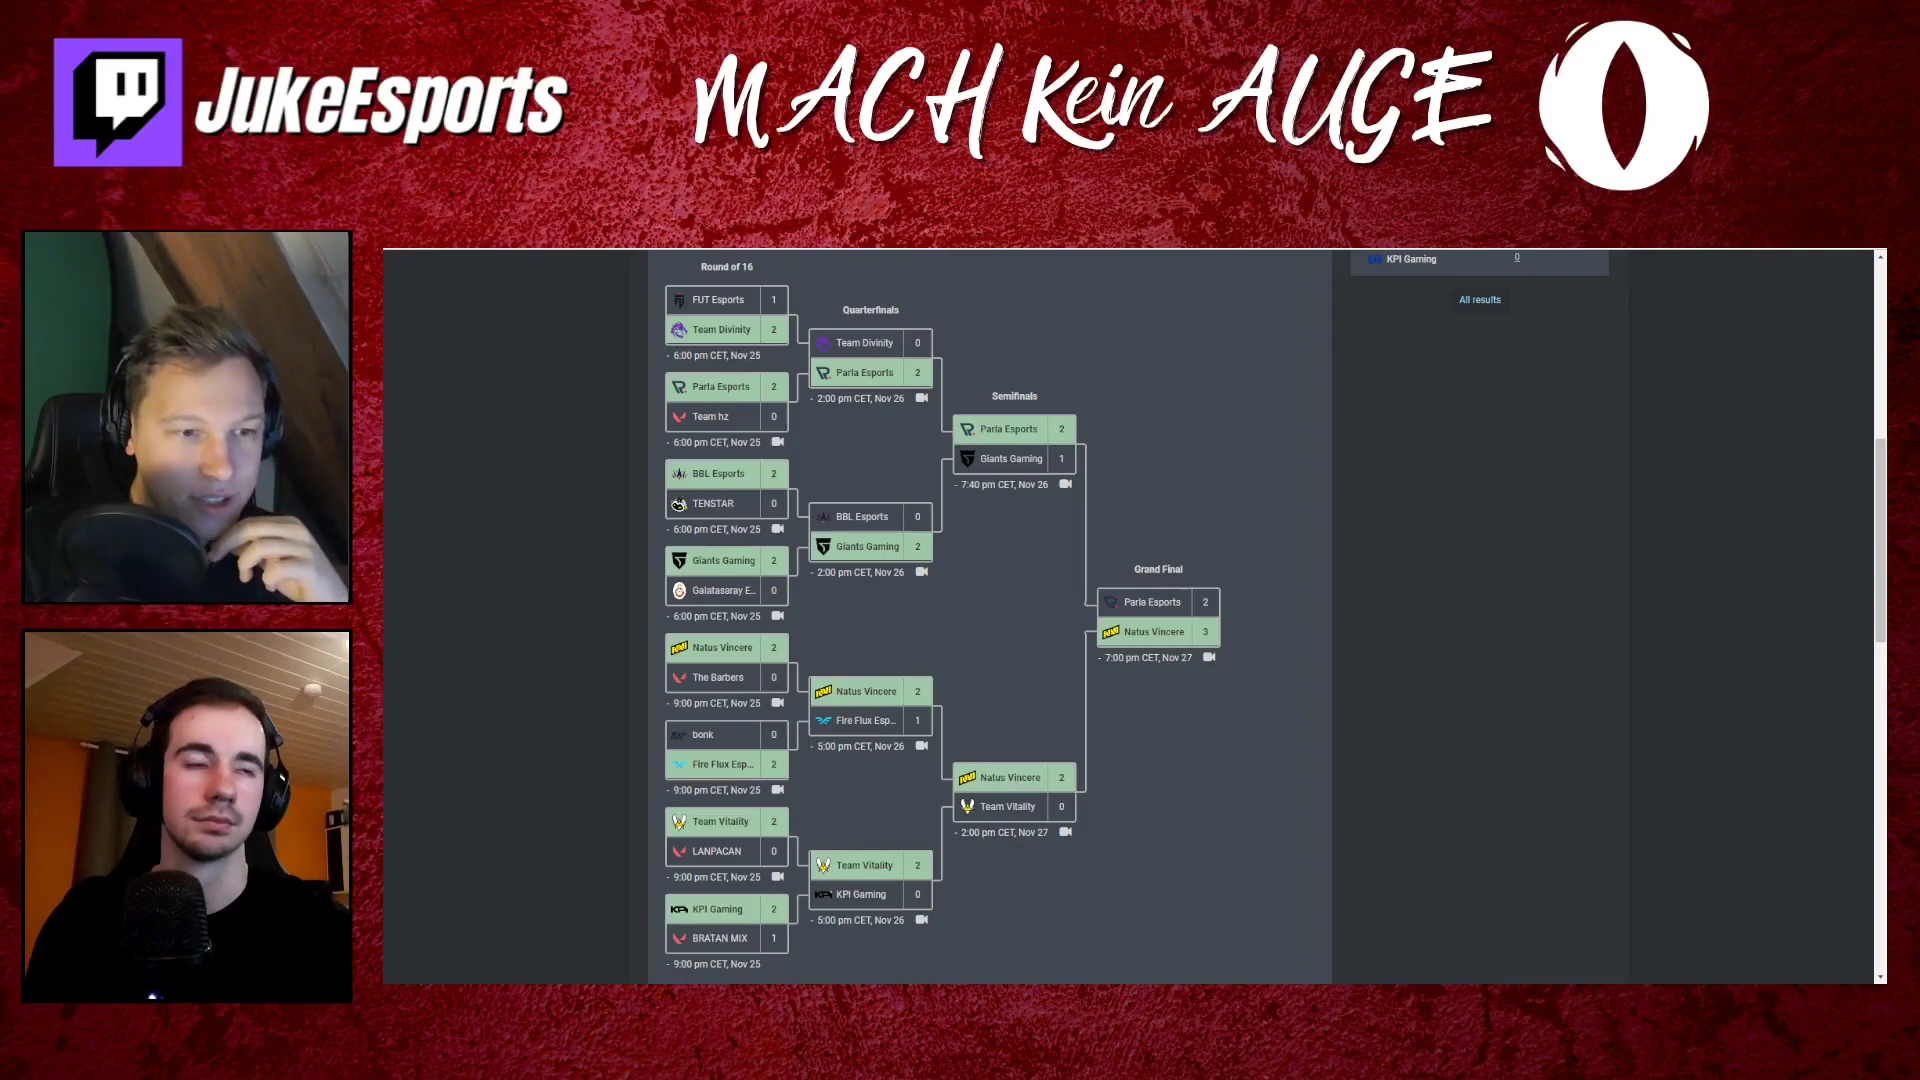 JukeEsports
MACH Kein AUGE
KPI Gaming 0
All results
Round of 16
FUT Esports 1
Team Divinity 2
- 6:00 pm CET, Nov 25
Parla Esports 2
Team hz 0
- 6:00 pm CET, Nov 25
BBL Esports 2
TENSTAR 0
- 6:00 pm CET, Nov 25
Giants Gaming 2
Galatasaray E... 0
- 6:00 pm CET, Nov 25
Natus Vincere 2
The Barbers 0
- 9:00 pm CET, Nov 25
bonk 0
Fire Flux Esp... 2
- 9:00 pm CET, Nov 25
Team Vitality 2
LANPACAN 0
- 9:00 pm CET, Nov 25
KPI Gaming 2
BRATAN MIX 1
- 9:00 pm CET, Nov 25
Quarterfinals
Team Divinity 0
Parla Esports 2
- 2:00 pm CET, Nov 26
BBL Esports 0
Giants Gaming 2
- 2:00 pm CET, Nov 26
Natus Vincere 2
Fire Flux Esp... 1
- 5:00 pm CET, Nov 26
Team Vitality 2
KPI Gaming 0
- 5:00 pm CET, Nov 26
Semifinals
Parla Esports 2
Giants Gaming 1
- 7:40 pm CET, Nov 26
Natus Vincere 2
Team Vitality 0
- 2:00 pm CET, Nov 27
Grand Final
Parla Esports 2
Natus Vincere 3
- 7:00 pm CET, Nov 27